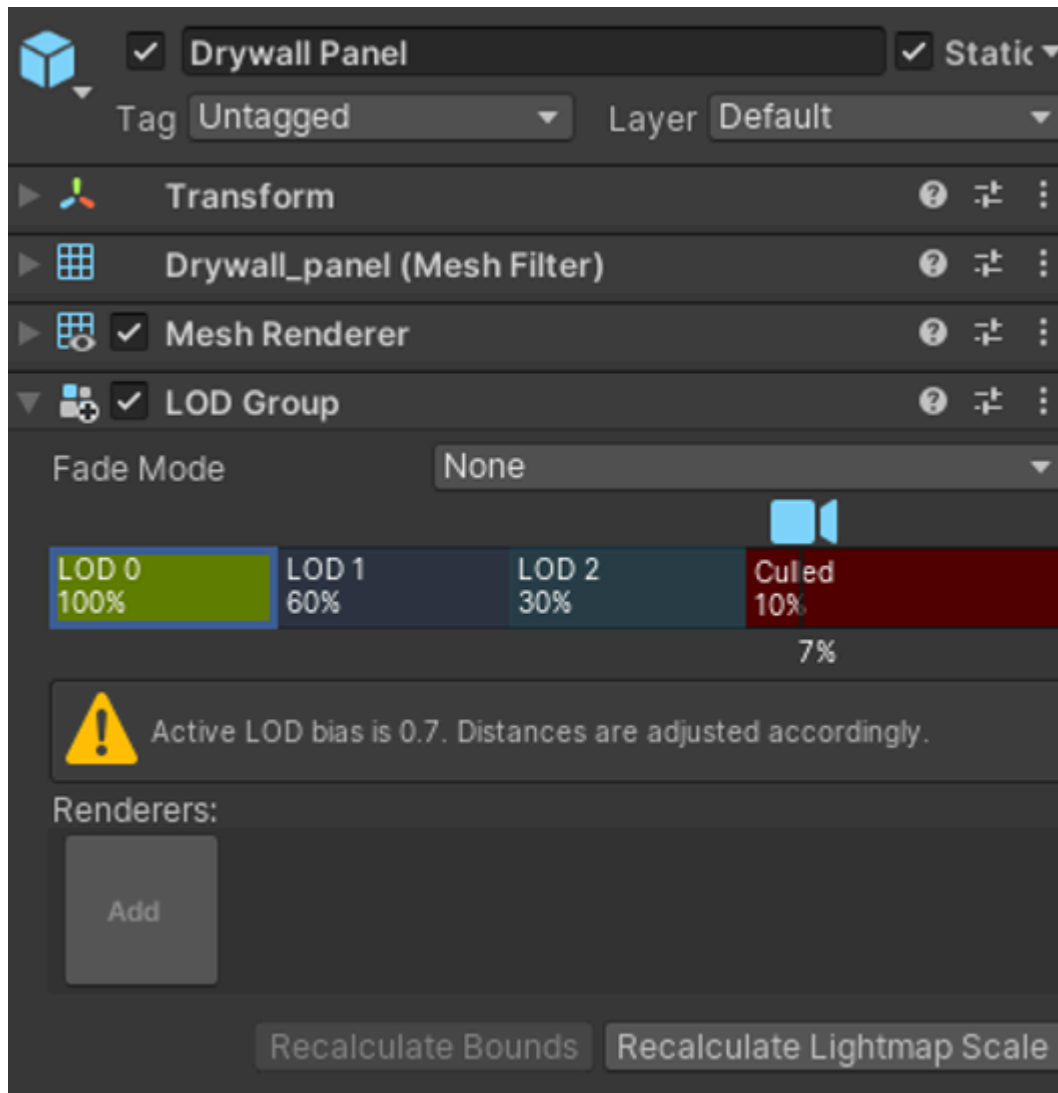 Drywall Panel
Static
Tag Untagged Layer Default
Transform
Drywall_panel (Mesh Filter)
Mesh Renderer
LOD Group
Fade Mode None
LOD 0 LOD 1 LOD 2 Culled
100% 60% 30% 10%
7%
Active LOD bias is 0.7. Distances are adjusted accordingly.
Renderers:
Add
Recalculate Bounds Recalculate Lightmap Scale